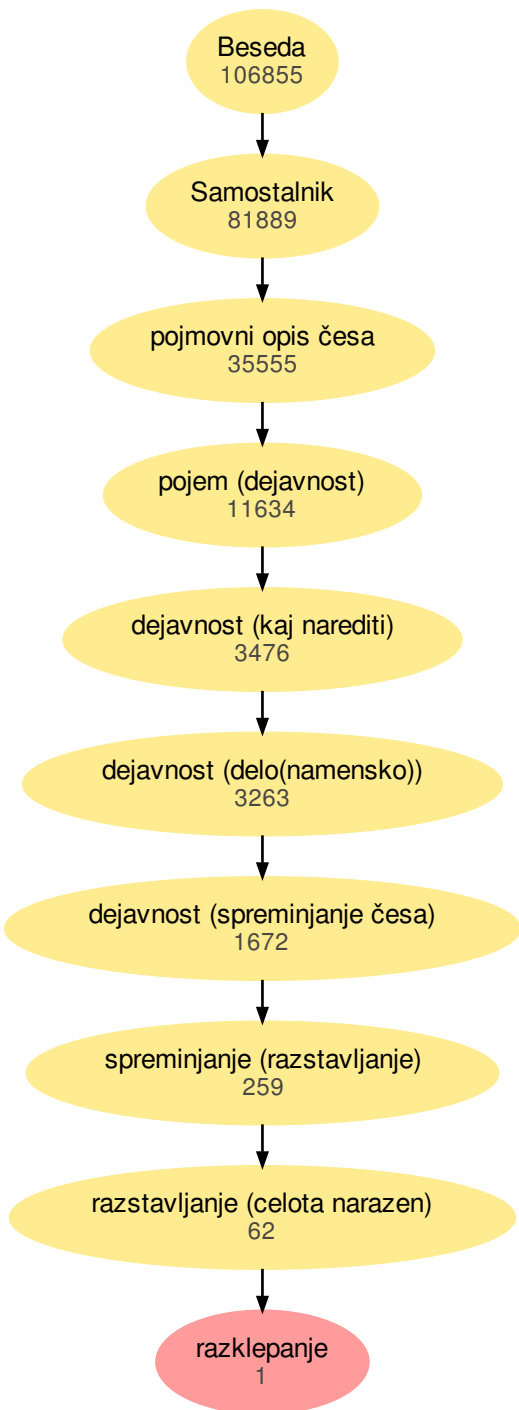 Beseda
106855
Samostalnik
81889
pojmovni opis česa
35555
pojem (dejavnost)
11634
dejavnost (kaj narediti)
3476
dejavnost (delo(namensko))
3263
dejavnost (spreminjanje česa)
1672
spreminjanje (razstavljanje)
259
razstavljanje (celota narazen)
62
razklepanje
1